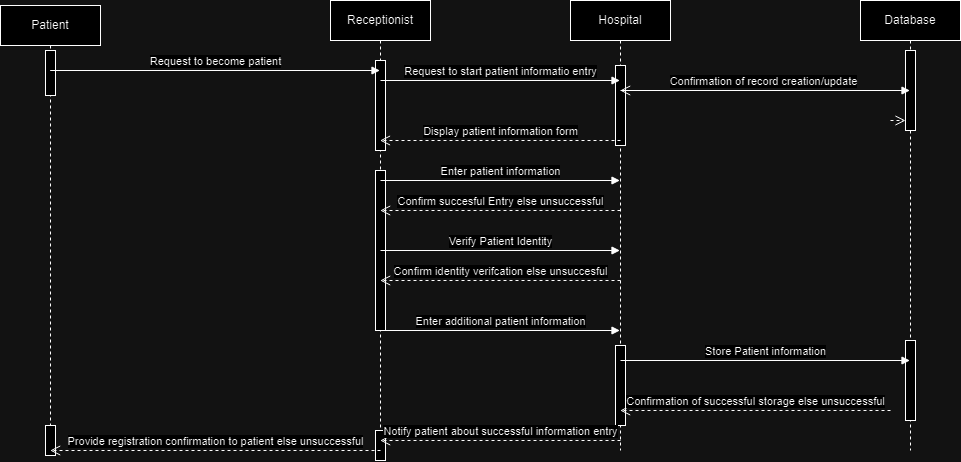 Patient
Receptionist
Hospital
Database
Request to become patient
Request to start patient informatio entry
Confirmation of record creation/update
Display patient information form
Enter patient information
Confirm succesful Entry else unsuccessful
Verify Patient Identity
Confirm identity verifcation else unsuccesful
Enter additional patient information
Store Patient information
Confirmation of successful storage else unsuccessful
Notify patient about successful information entry
Provide registration confirmation to patient else unsuccessful